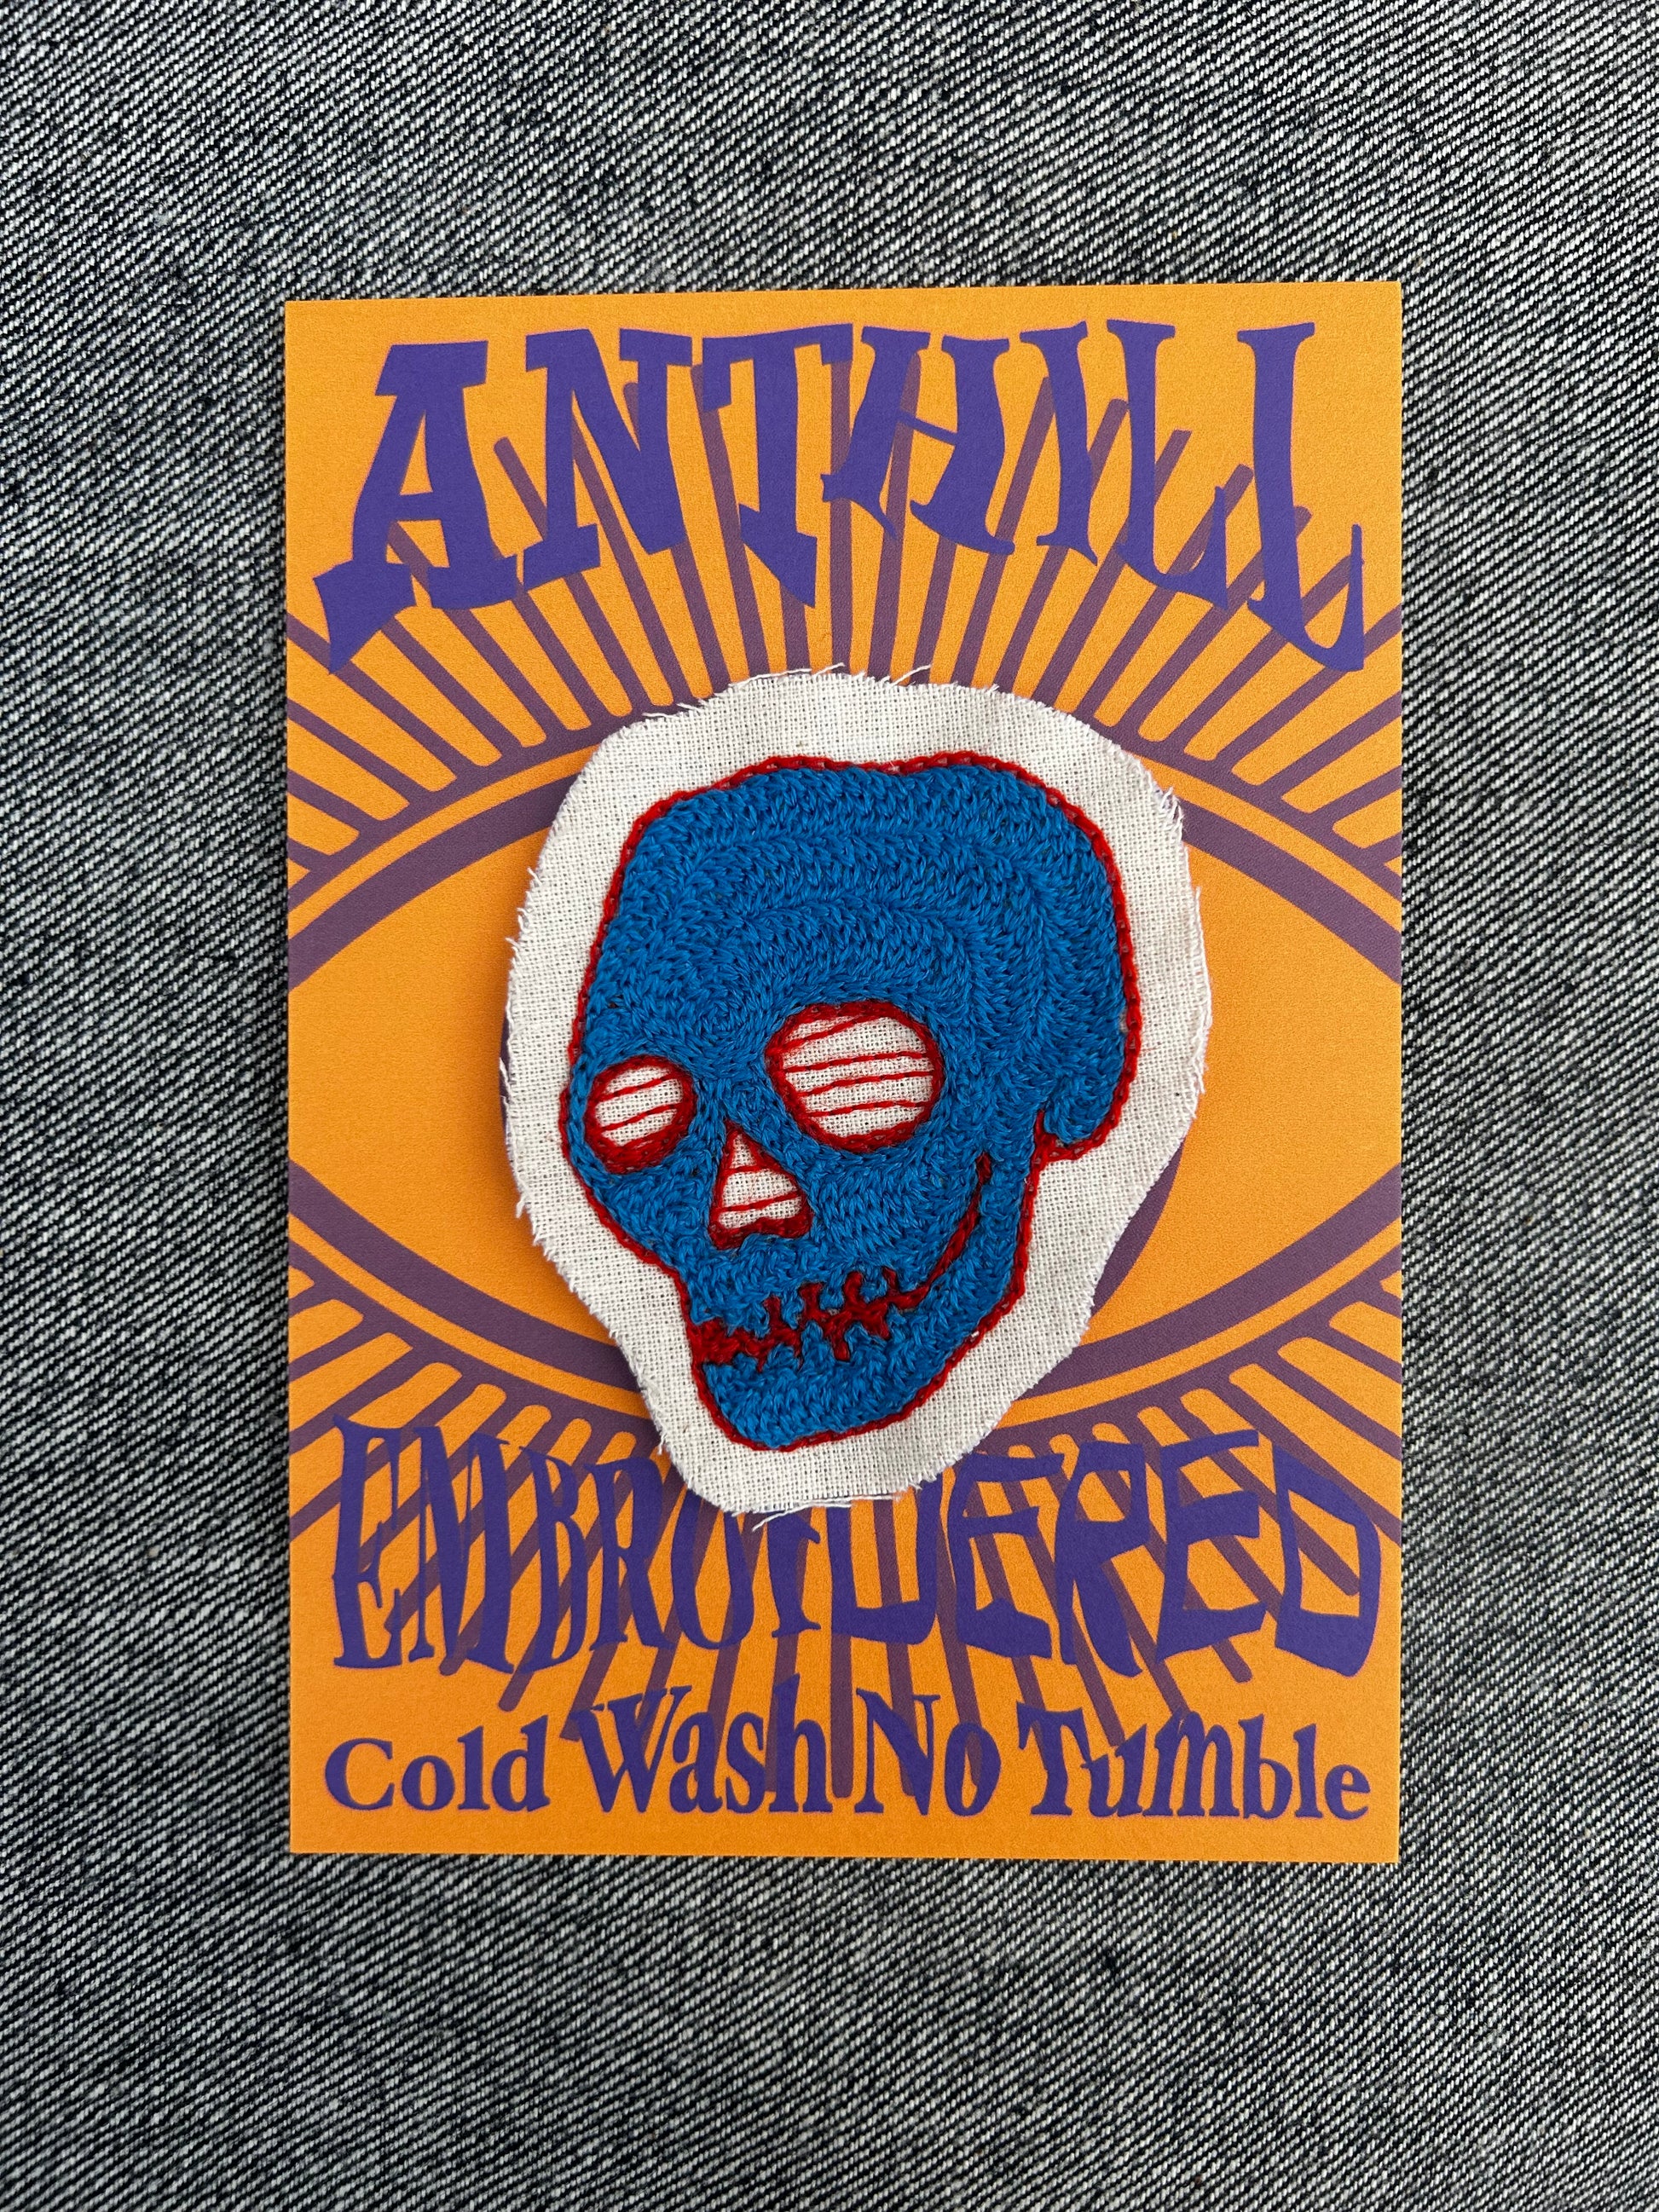 ANTHILL
EMBROIDERED
Cold Wash No Tumble